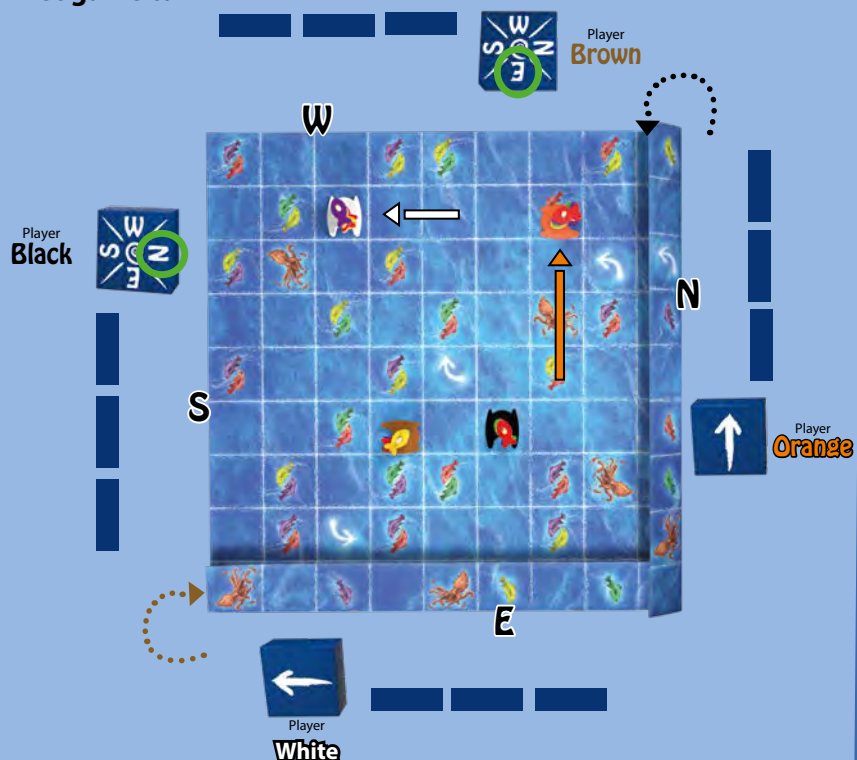 Player
Brown
W
S W N E
W
Player
Black
S W N E
N
S
Player
Orange
E
Player
White